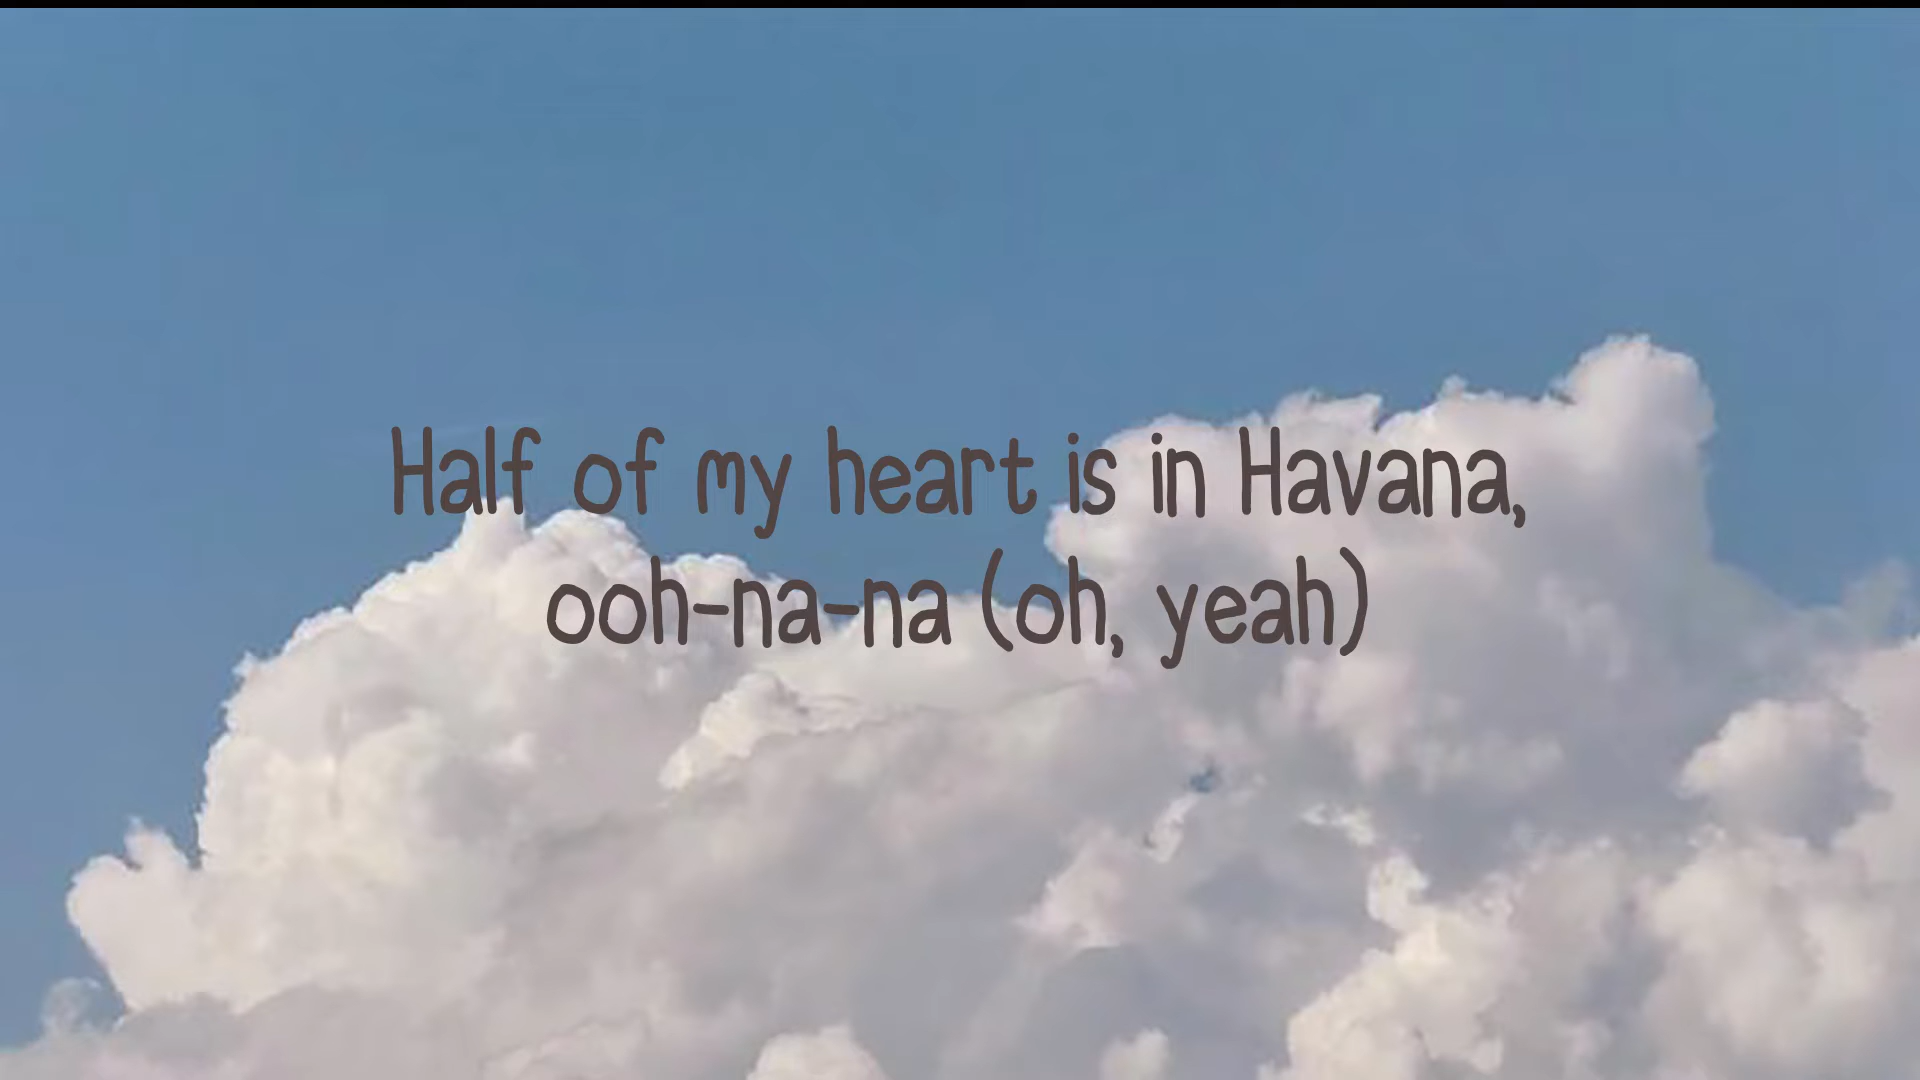 Half of my heart is in Havana,
ooh-na-na (oh, yeah)